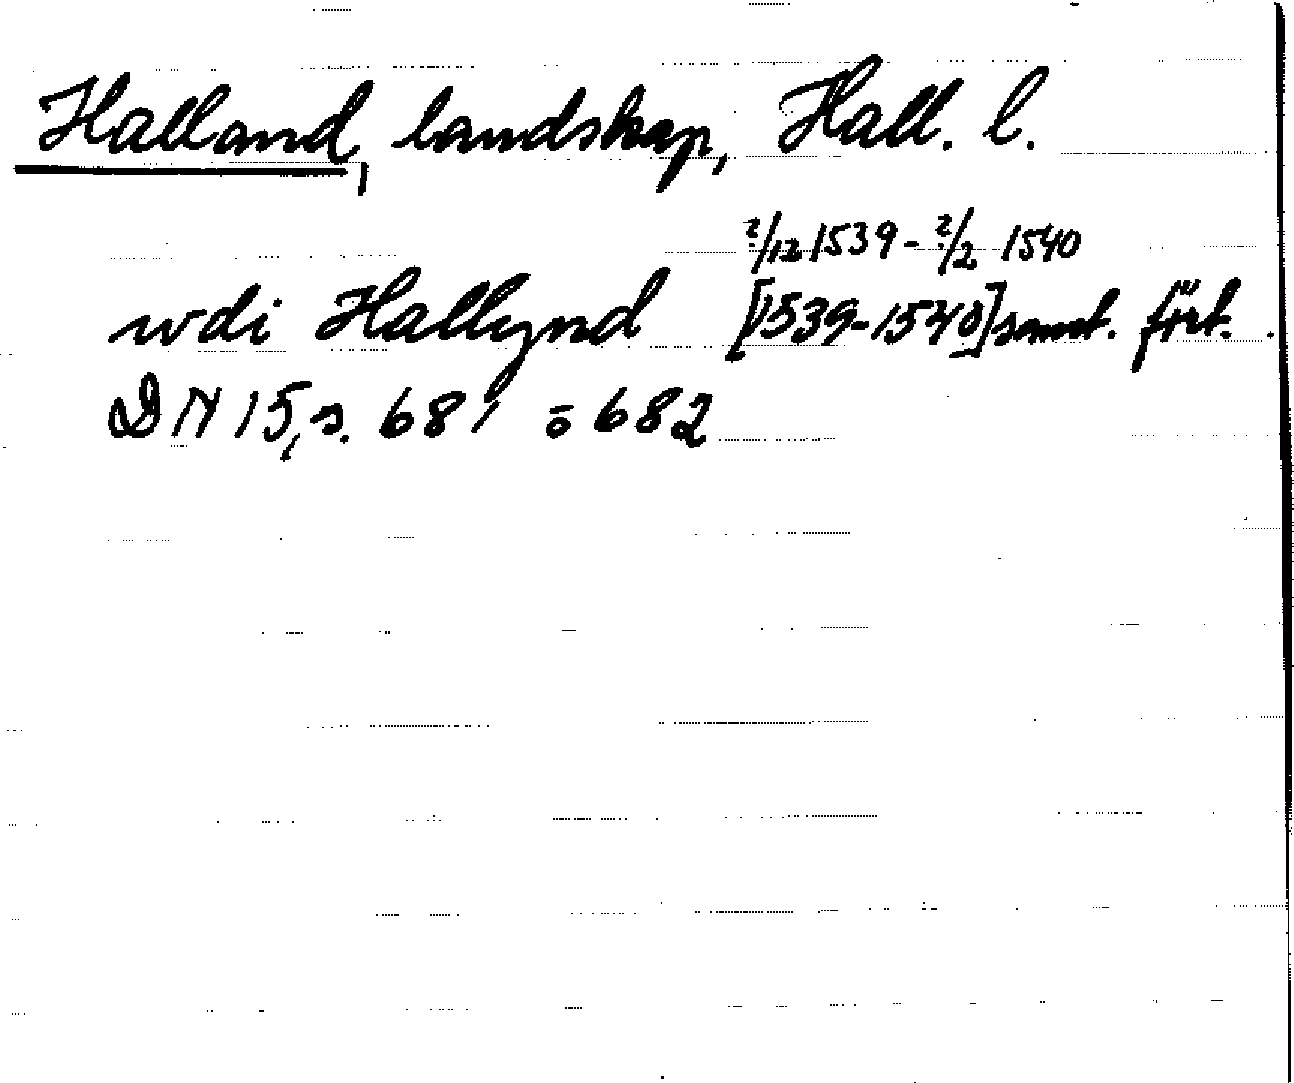 Halland, landskap, Hall. l.
2/12 1539 - 2/2 1540
wdi Hallynd [1539-1540] samt. fört.
DN 15, s. 681 o 682